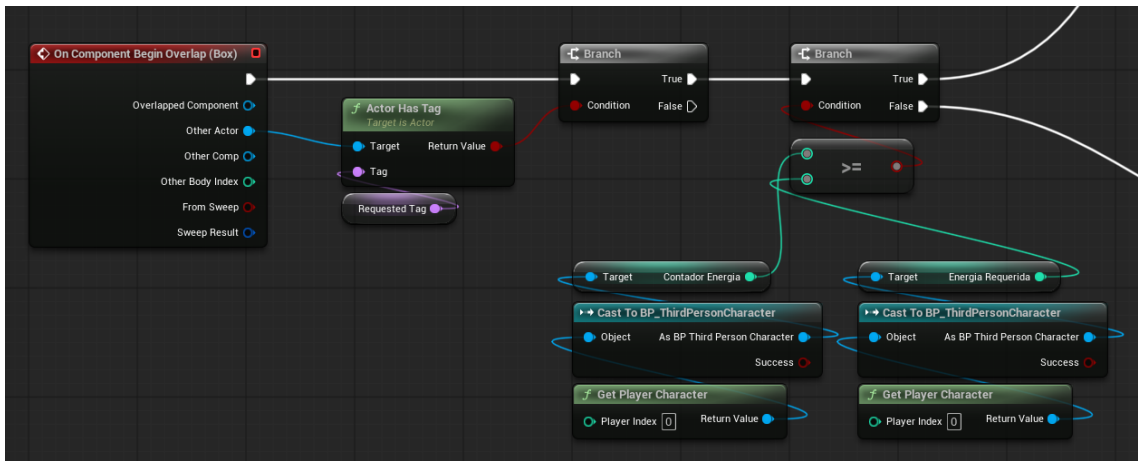 On Component Begin Overlap (Box)
Overlapped Component
Other Actor
Other Comp
Other Body Index
From Sweep
Sweep Result
Actor Has Tag
Target is Actor
Target
Return Value
Tag
Requested Tag
Branch
True
Condition
False
Branch
True
Condition
False
>=
Target
Contador Energia
Cast To BP_ThirdPersonCharacter
Object
As BP Third Person Character
Success
Get Player Character
Player Index 0
Return Value
Target
Energia Requerida
Cast To BP_ThirdPersonCharacter
Object
As BP Third Person Character
Success
Get Player Character
Player Index 0
Return Value